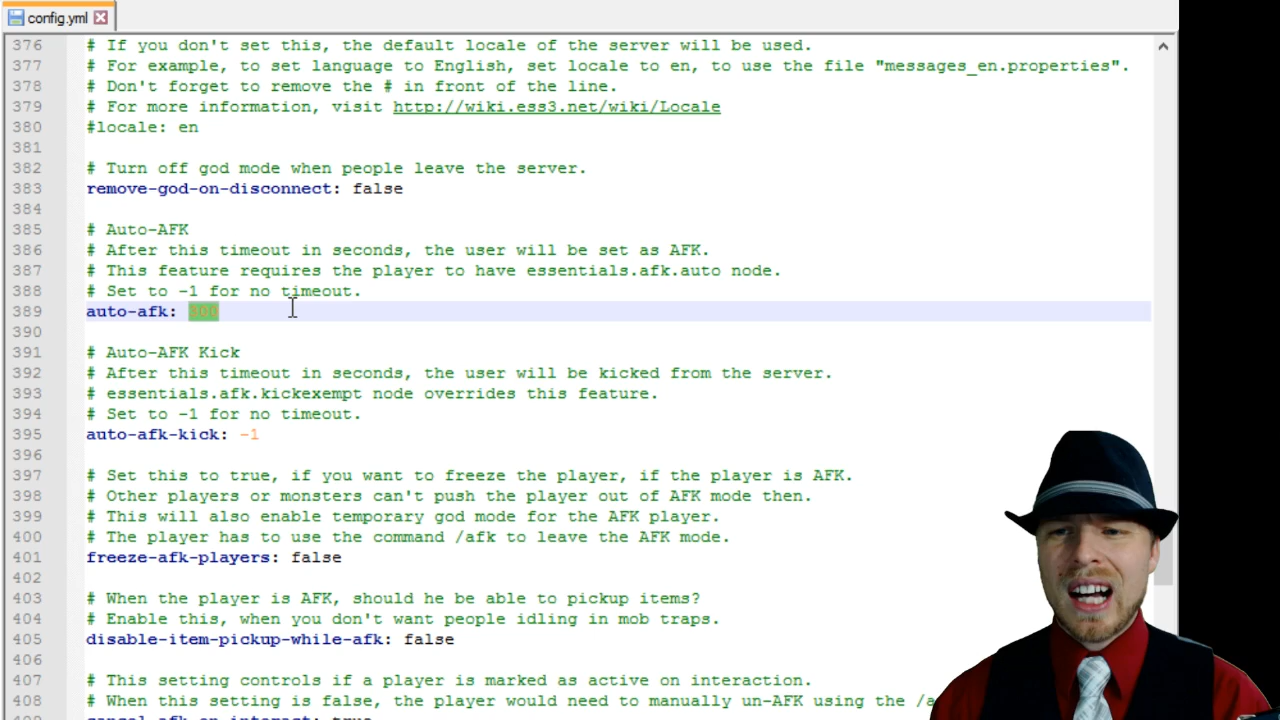 config.yml
376 # If you don't set this, the default locale of the server will be used.
377 # For example, to set language to English, set locale to en, to use the file "messages_en.properties".
378 # Don't forget to remove the # in front of the line.
379 # For more information, visit http://wiki.ess3.net/wiki/Locale
380 #locale: en
381
382 # Turn off god mode when people leave the server.
383 remove-god-on-disconnect: false
384
385 # Auto-AFK
386 # After this timeout in seconds, the user will be set as AFK.
387 # This feature requires the player to have essentials.afk.auto node.
388 # Set to -1 for no timeout.
389 auto-afk:
390
391 # Auto-AFK Kick
392 # After this timeout in seconds, the user will be kicked from the server.
393 # essentials.afk.kickexempt node overrides this feature.
394 # Set to -1 for no timeout.
395 auto-afk-kick: -1
396
397 # Set this to true, if you want to freeze the player, if the player is AFK.
398 # Other players or monsters can't push the player out of AFK mode then.
399 # This will also enable temporary god mode for the AFK player.
400 # The player has to use the command /afk to leave the AFK mode.
401 freeze-afk-players: false
402
403 # When the player is AFK, should he be able to pickup items?
404 # Enable this, when you don't want people idling in mob traps.
405 disable-item-pickup-while-afk: false
406
407 # This setting controls if a player is marked as active on interaction.
408 # When this setting is false, the player would need to manually un-AFK using the
409 cancel-afk-on-interact: true